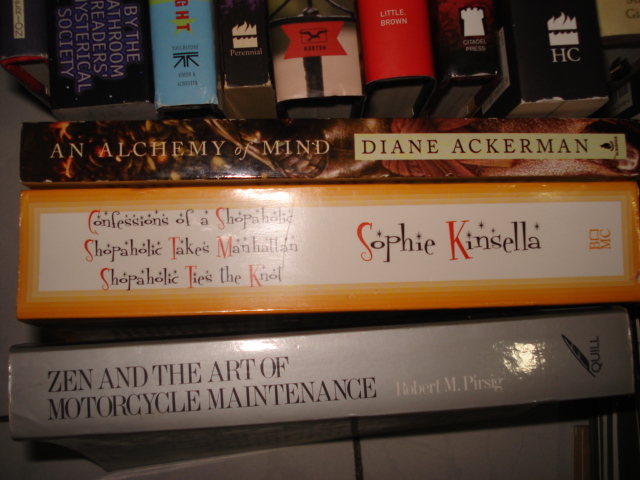 BY THE
BATHROOM
READERS'
HYSTERICAL
SOCIETY
GHT
Perennial
NORTON
LITTLE,
BROWN
CITADEL
PRESS
HC
AN ALCHEMY of MIND DIANE ACKERMAN
Confessions of a Shopaholic
Shopaholic Takes Manhattan
Shopaholic Ties the Knot
Sophie Kinsella
BOMC
ZEN AND THE ART OF
MOTORCYCLE MAINTENANCE
Robert M. Pirsig
QUILL